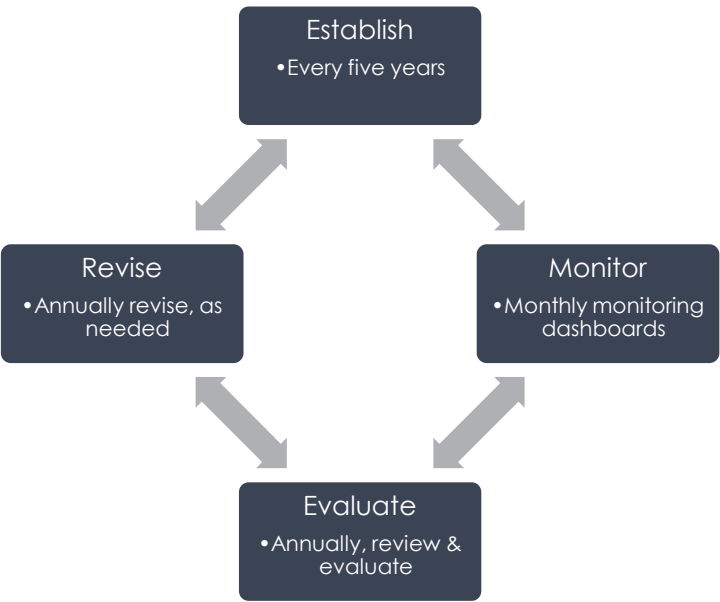 Establish
•Every five years
Revise
•Annually revise, as
needed
Monitor
•Monthly monitoring
dashboards
Evaluate
•Annually, review &
evaluate